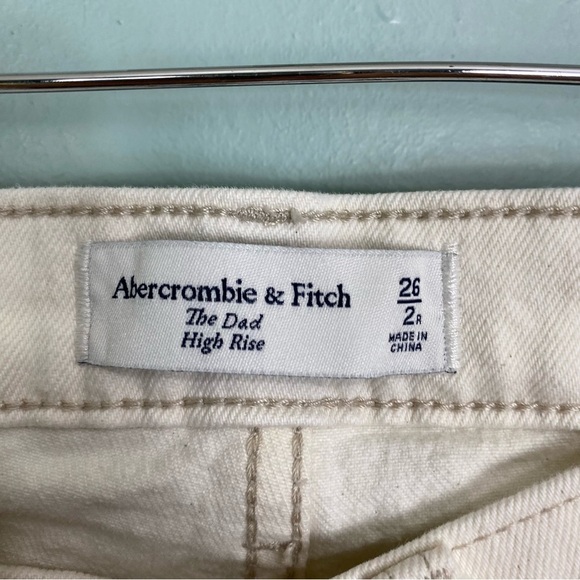 Abercrombie & Fitch
The Dad
High Rise
26
2R
MADE IN
CHINA